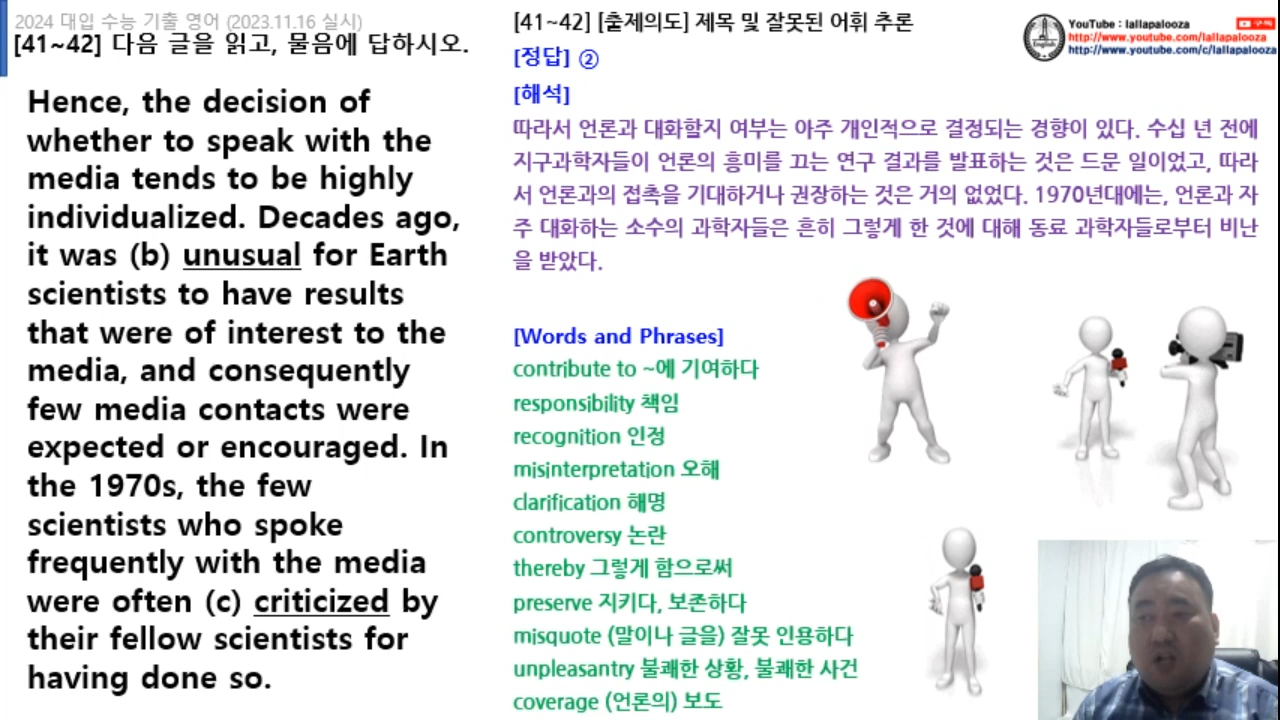 2024 대입 수능 기출 영어 (2023.11.16 실시)
[41~42] 다음 글을 읽고, 물음에 답하시오.
Hence, the decision of
whether to speak with the
media tends to be highly
individualized. Decades ago,
it was (b) unusual for Earth
scientists to have results
that were of interest to the
media, and consequently
few media contacts were
expected or encouraged. In
the 1970s, the few
scientists who spoke
frequently with the media
were often (c) criticized by
their fellow scientists for
having done so.
[41~42] [출제의도] 제목 및 잘못된 어휘 추론
[정답] ②
[해석]
따라서 언론과 대화할지 여부는 아주 개인적으로 결정되는 경향이 있다. 수십 년 전에
지구과학자들이 언론의 흥미를 끄는 연구 결과를 발표하는 것은 드문 일이었고, 따라
서 언론과의 접촉을 기대하거나 권장하는 것은 거의 없었다. 1970년대에는, 언론과 자
주 대화하는 소수의 과학자들은 흔히 그렇게 한 것에 대해 동료 과학자들로부터 비난
을 받았다.
[Words and Phrases]
contribute to ~에 기여하다
responsibility 책임
recognition 인정
misinterpretation 오해
clarification 해명
controversy 논란
thereby 그렇게 함으로써
preserve 지키다, 보존하다
misquote (말이나 글을) 잘못 인용하다
unpleasantry 불쾌한 상황, 불쾌한 사건
coverage (언론의) 보도
YouTube : lallapalooza
구독
http://www.youtube.com/lallapalooza
http://www.youtube.com/c/lallapalooza
English